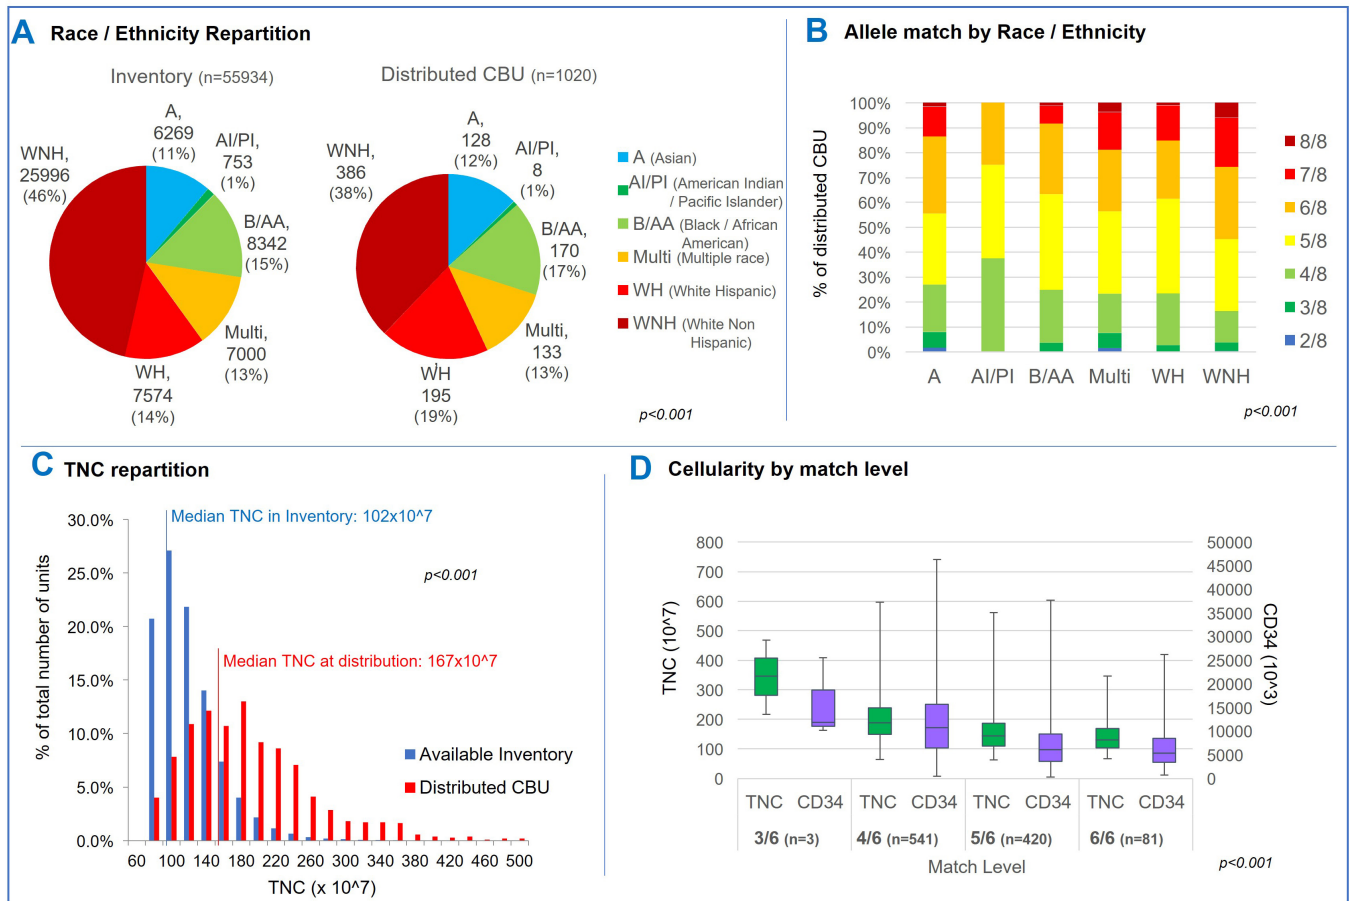 A Race / Ethnicity Repartition
Inventory (n=55934)
A,
6269
(11%)
AI/PI,
753
(1%)
B/AA,
8342
(15%)
Multi,
7000
(13%)
WH,
7574
(14%)
WNH,
25996
(46%)
Distributed CBU (n=1020)
A,
128
(12%)
AI/PI,
8
(1%)
B/AA,
170
(17%)
Multi,
133
(13%)
WH
195
(19%)
WNH,
386
(38%)
A (Asian)
AI/PI (American Indian
/ Pacific Islander)
B/AA (Black / African
American)
Multi (Multiple race)
WH (White Hispanic)
WNH (White Non
Hispanic)
p<0.001
B Allele match by Race / Ethnicity
% of distributed CBU
100%
90%
80%
70%
60%
50%
40%
30%
20%
10%
0%
A AI/PI B/AA Multi WH WNH
8/8
7/8
6/8
5/8
4/8
3/8
2/8
p<0.001
C TNC repartition
Median TNC in Inventory: 102x10^7
p<0.001
Median TNC at distribution: 167x10^7
% of total number of units
30.0%
25.0%
20.0%
15.0%
10.0%
5.0%
0.0%
Available Inventory
Distributed CBU
60 100 140 180 220 260 300 340 380 420 460 500
TNC (x 10^7)
D Cellularity by match level
TNC (10^7)
800
700
600
500
400
300
200
100
0
50000
45000
40000
35000
30000
25000
20000
15000
10000
5000
0
CD34 (10^3)
TNC CD34 TNC CD34 TNC CD34 TNC CD34
3/6 (n=3) 4/6 (n=541) 5/6 (n=420) 6/6 (n=81)
Match Level
p<0.001